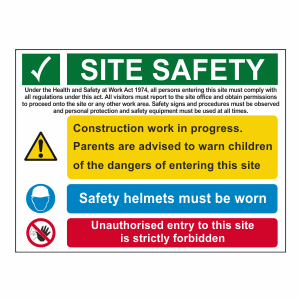 SITE SAFETY
Under the Health and Safety at Work Act 1974, all persons entering this site must comply with
all regulations under this act. All visitors must report to the site office and obtain permissions
to proceed onto the site or any other work area. Safety signs and procedures must be observed
and personal protection and safety equipment must be used at all times.
Construction work in progress.
Parents are advised to warn children
of the dangers of entering this site
Safety helmets must be worn
Unauthorised entry to this site
is strictly forbidden